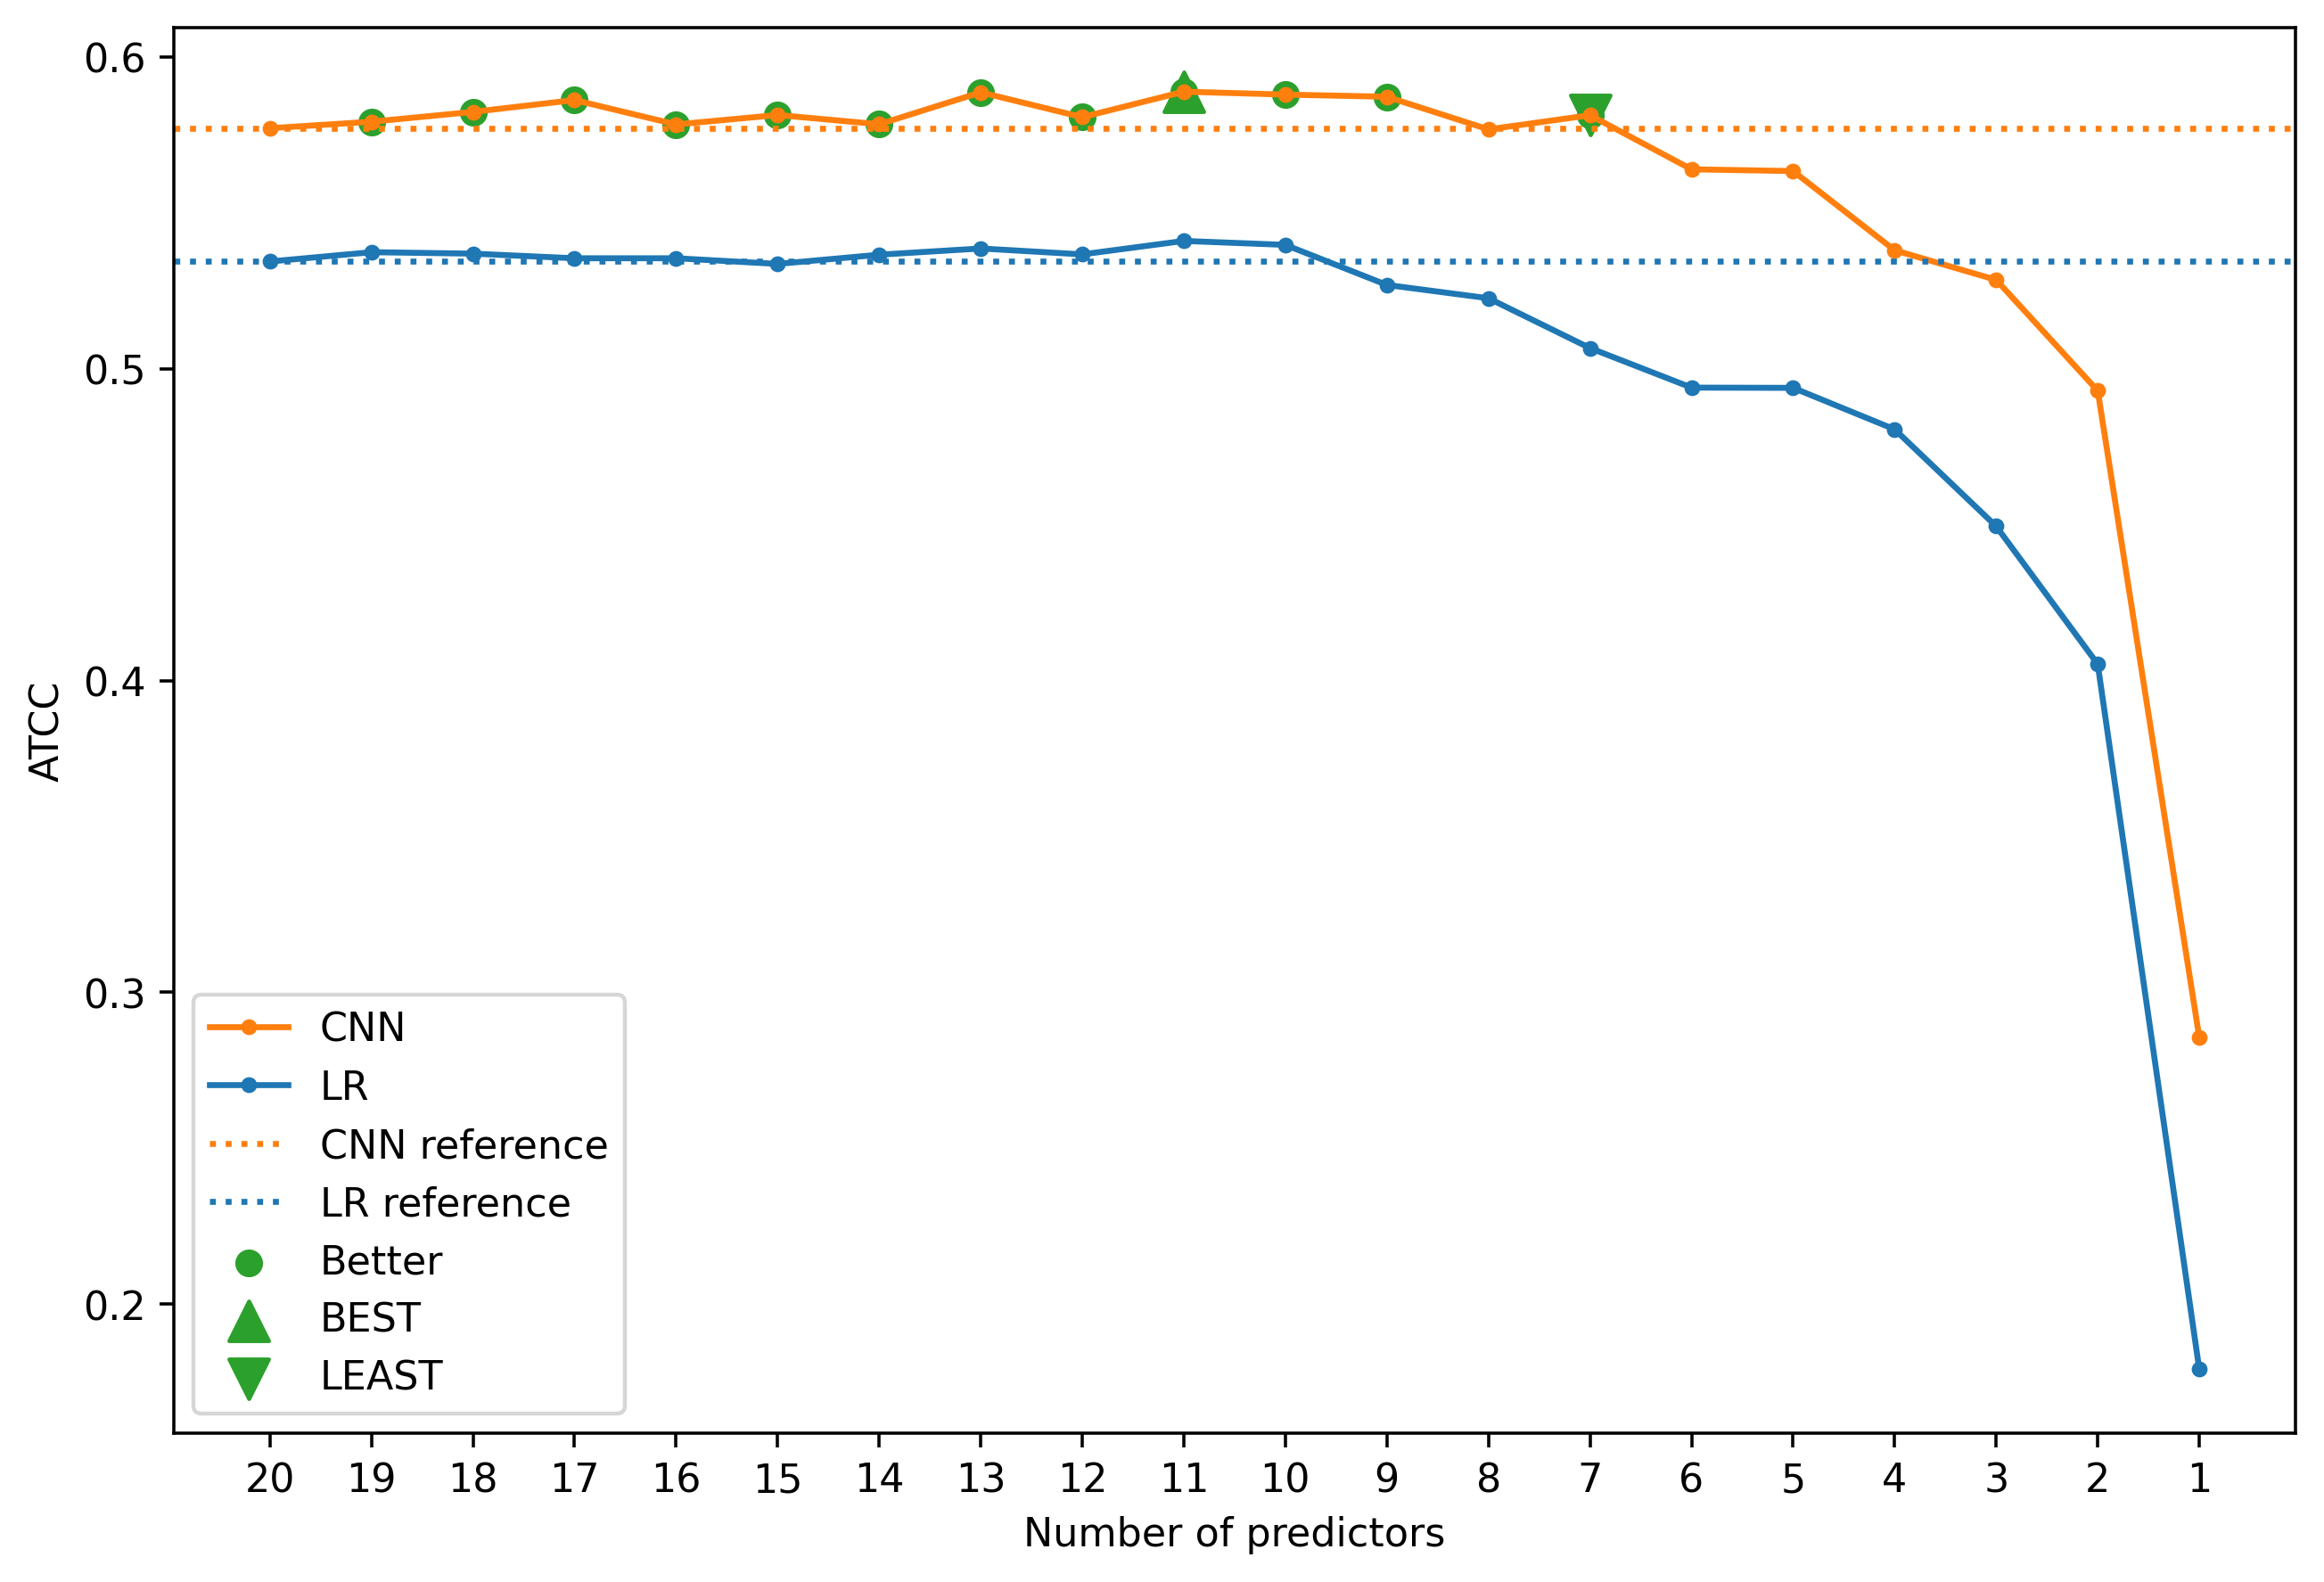 0.6
0.5
0.4
0.3
0.2
ATCC
CNN
LR
CNN reference
LR reference
Better
BEST
LEAST
20 19 18 17 16 15 14 13 12 11 10 9 8 7 6 5 4 3 2 1
Number of predictors